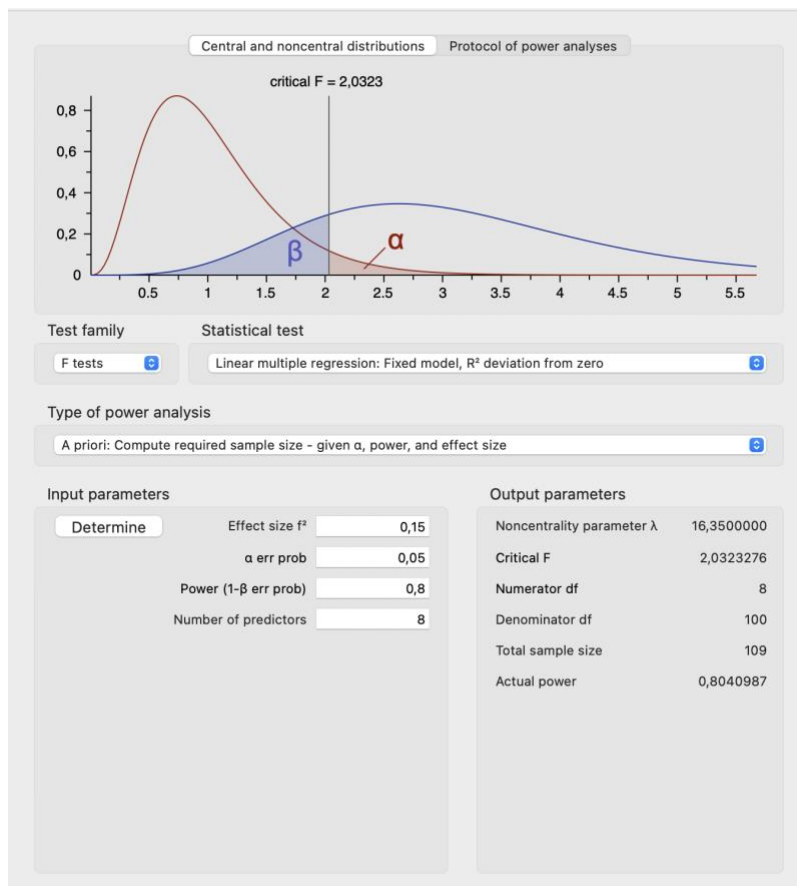 Central and noncentral distributions Protocol of power analyses
critical F = 2,0323
0,8
0,6
0,4
0,2
0
β
α
0.5 1 1.5 2 2.5 3 3.5 4 4.5 5 5.5
Test family Statistical test
F tests Linear multiple regression: Fixed model, R² deviation from zero
Type of power analysis
A priori: Compute required sample size - given α, power, and effect size
Input parameters
Determine Effect size f² 0,15
α err prob 0,05
Power (1-β err prob) 0,8
Number of predictors 8
Output parameters
Noncentrality parameter λ 16,3500000
Critical F 2,0323276
Numerator df 8
Denominator df 100
Total sample size 109
Actual power 0,8040987